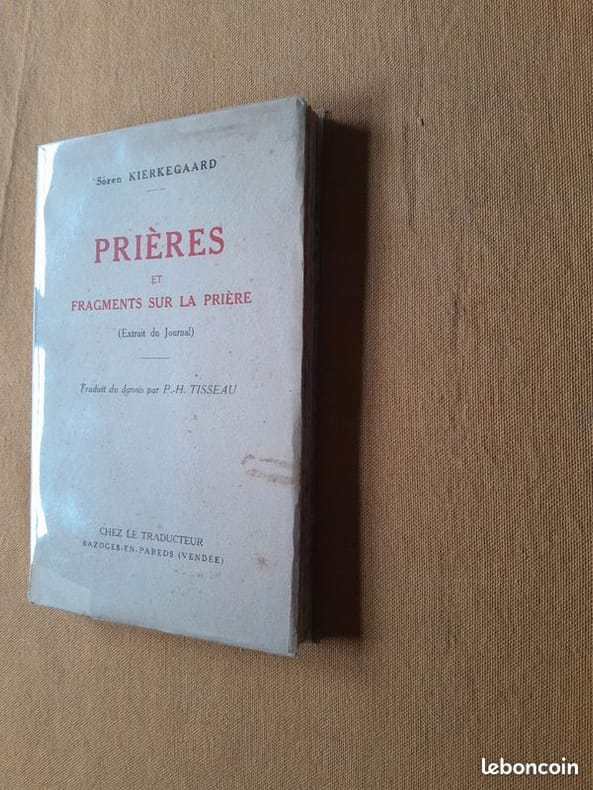 Sören KIERKEGAARD
PRIÈRES
ET
FRAGMENTS SUR LA PRIÈRE
(Extrait du Journal)
Traduit du danois par P.-H. TISSEAU
CHEZ LE TRADUCTEUR
BAZOGES-EN-PAREDS (VENDÉE)
leboncoin